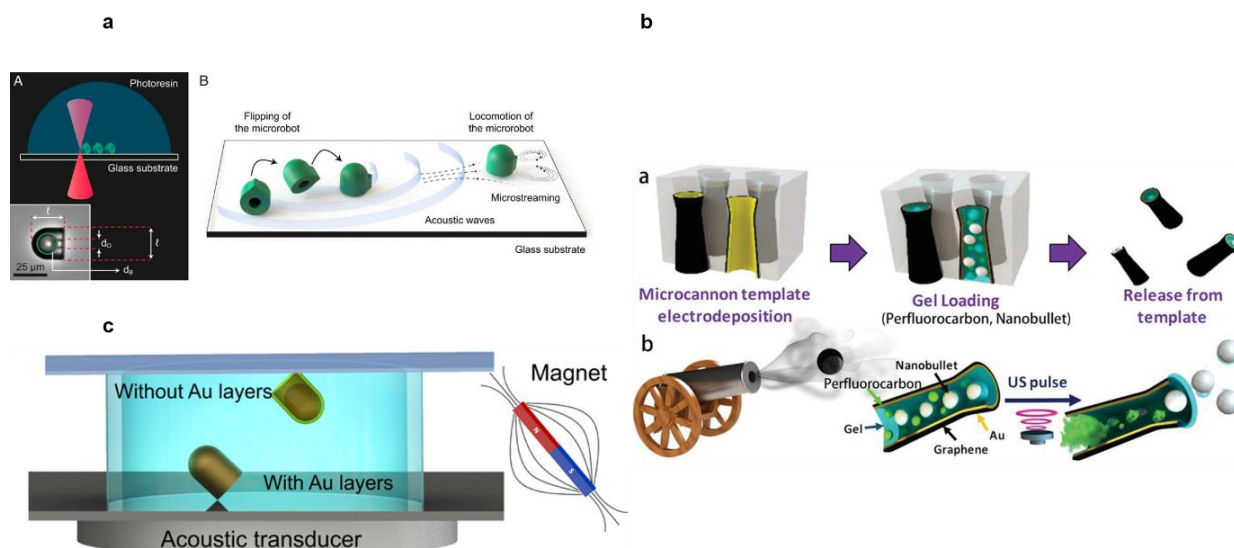 a
A
Photoresin
Glass substrate
ℓ
dₒ
ℓ
25 µm
dB
B
Flipping of
the microrobot
Locomotion of
the microrobot
Microstreaming
Acoustic waves
Glass substrate
b
a
Microcannon template
electrodeposition
Gel Loading
(Perfluorocarbon, Nanobullet)
Release from
template
b
Nanobullet
Perfluorocarbon
Gel
Graphene
Au
US pulse
c
Without Au layers
With Au layers
Acoustic transducer
Magnet
N
S